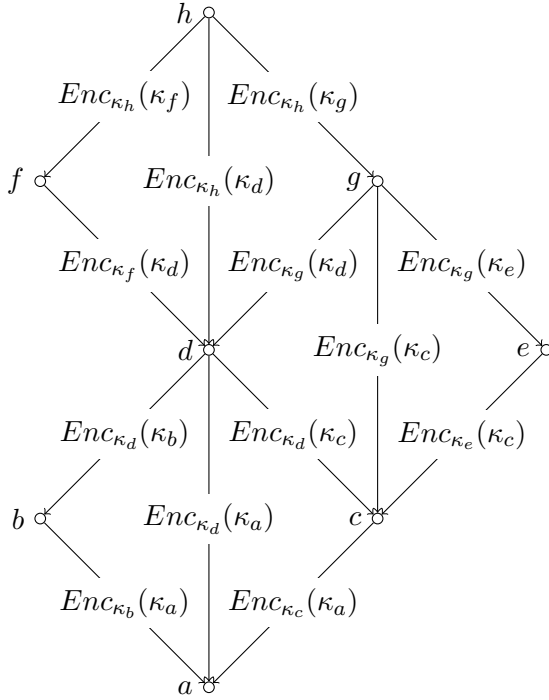 h
Enc_{κ_h}(κ_f) Enc_{κ_h}(κ_g)
f Enc_{κ_h}(κ_d) g
Enc_{κ_f}(κ_d) Enc_{κ_g}(κ_d) Enc_{κ_g}(κ_e)
d Enc_{κ_g}(κ_c) e
Enc_{κ_d}(κ_b) Enc_{κ_d}(κ_c) Enc_{κ_e}(κ_c)
b Enc_{κ_d}(κ_a) c
Enc_{κ_b}(κ_a) Enc_{κ_c}(κ_a)
a